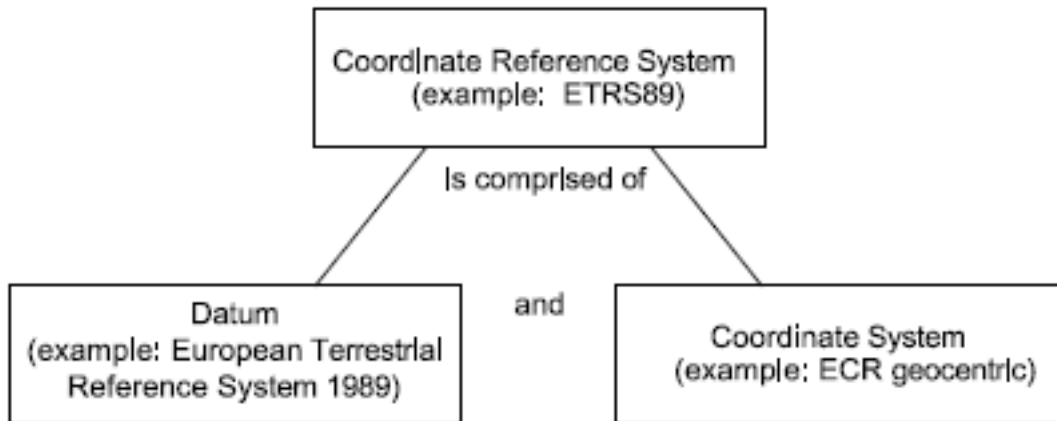 Coordinate Reference System
(example: ETRS89)
is comprised of
Datum
(example: European Terrestrial
Reference System 1989)
and
Coordinate System
(example: ECR geocentric)